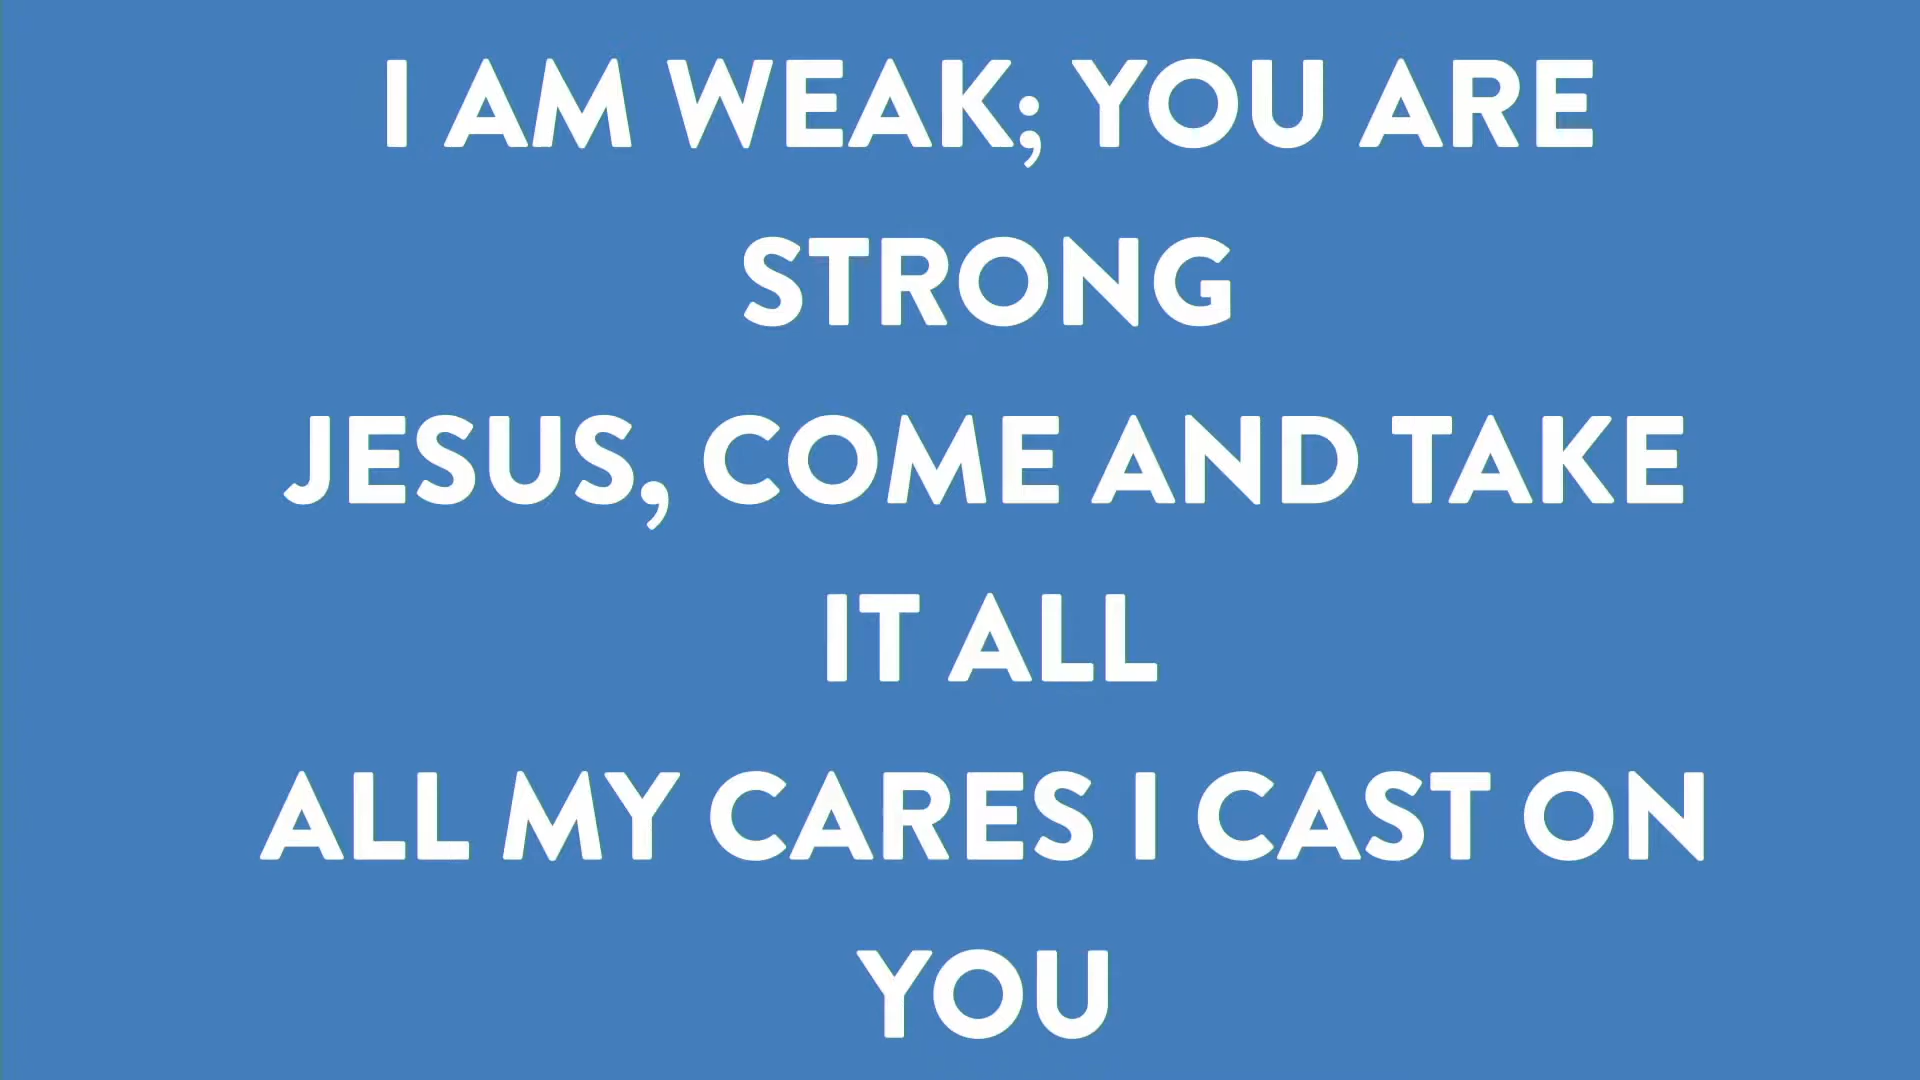 I AM WEAK; YOU ARE
STRONG
JESUS, COME AND TAKE
IT ALL
ALL MY CARES I CAST ON
YOU